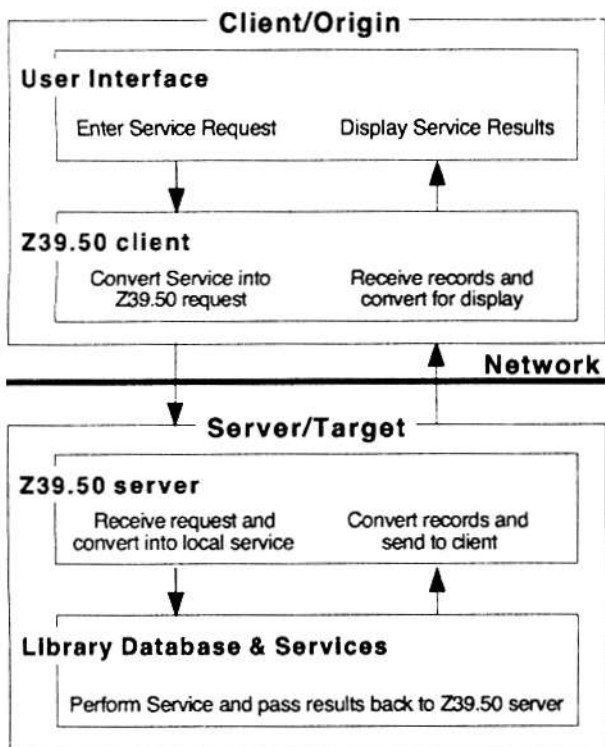 Client/Origin
User Interface
Enter Service Request
Display Service Results
Z39.50 client
Convert Service into
Z39.50 request
Receive records and
convert for display
Network
Server/Target
Z39.50 server
Receive request and
convert into local service
Convert records and
send to client
Library Database & Services
Perform Service and pass results back to Z39.50 server